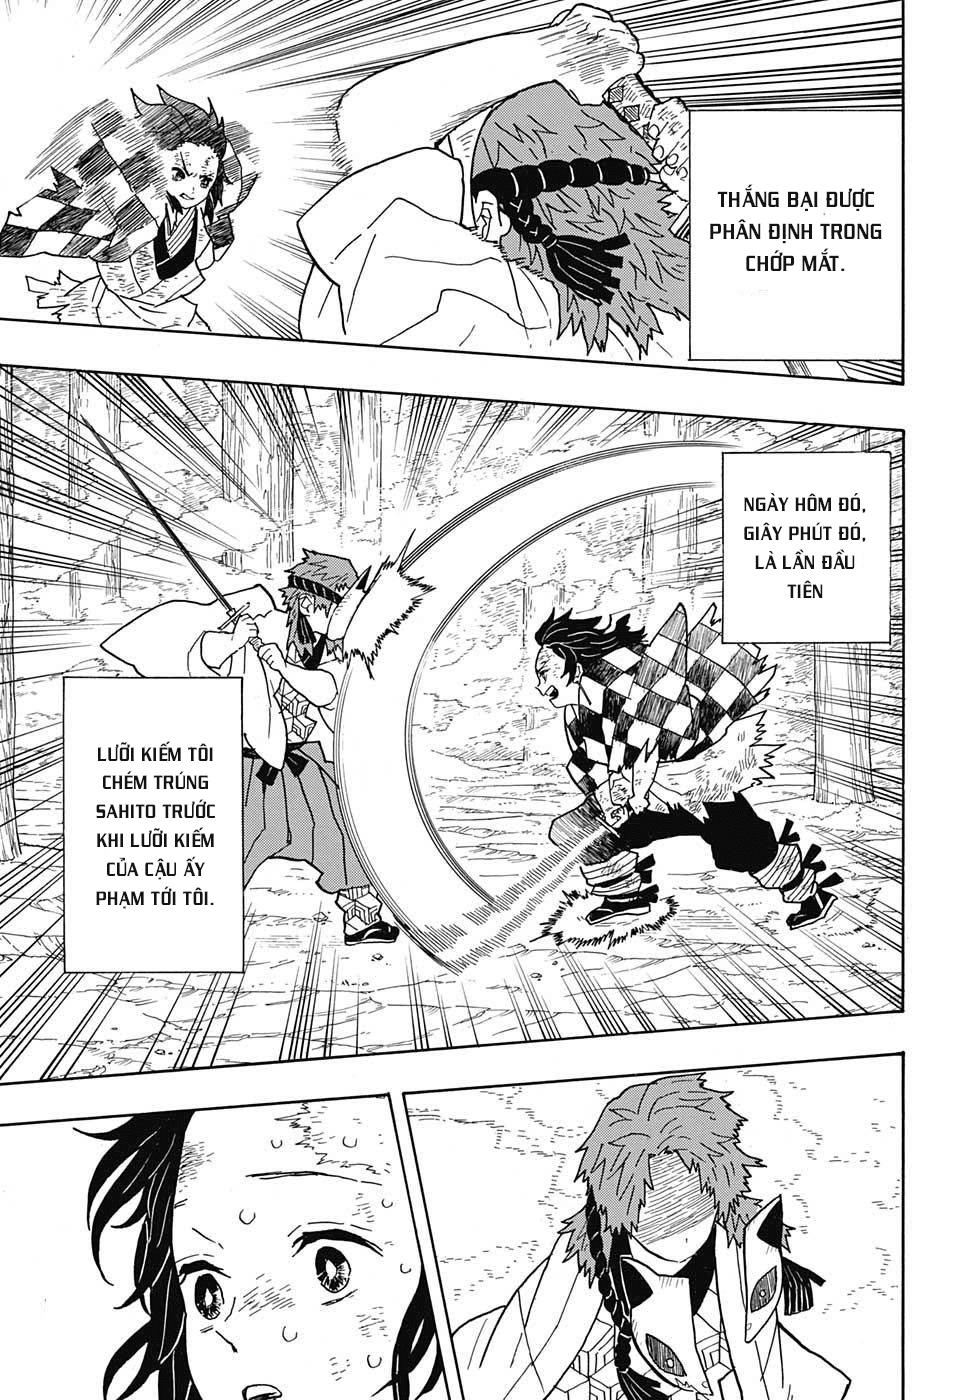 THẮNG BẠI ĐƯỢC
PHÂN ĐỊNH TRONG
CHỚP MẮT.
NGÀY HÔM ĐÓ,
GIÂY PHÚT ĐÓ,
LÀ LẦN ĐẦU
TIÊN
LƯỠI KIẾM TÔI
CHÉM TRÚNG
SAHITO TRƯỚC
KHI LƯỠI KIẾM
CỦA CẬU ẤY
PHẠM TỚI TÔI.